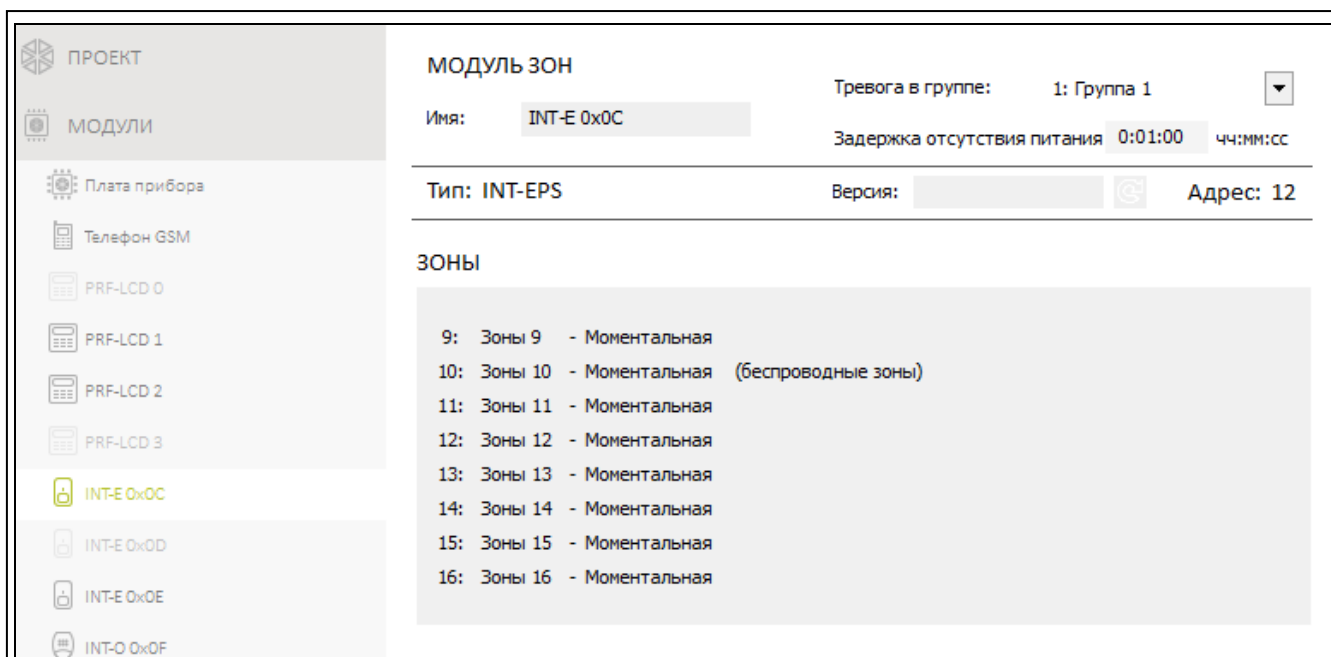 ПРОЕКТ
МОДУЛИ
Плата прибора
Телефон GSM
PRF-LCD 0
PRF-LCD 1
PRF-LCD 2
PRF-LCD 3
INT-E 0x0C
INT-E 0x0D
INT-E 0x0E
INT-O 0x0F
МОДУЛЬ ЗОН
Имя: INT-E 0x0C
Тревога в группе: 1: Группа 1
Задержка отсутствия питания 0:01:00 чч:мм:сс
Тип: INT-EPS Версия: Адрес: 12
ЗОНЫ
9: Зоны 9 - Моментальная
10: Зоны 10 - Моментальная (беспроводные зоны)
11: Зоны 11 - Моментальная
12: Зоны 12 - Моментальная
13: Зоны 13 - Моментальная
14: Зоны 14 - Моментальная
15: Зоны 15 - Моментальная
16: Зоны 16 - Моментальная